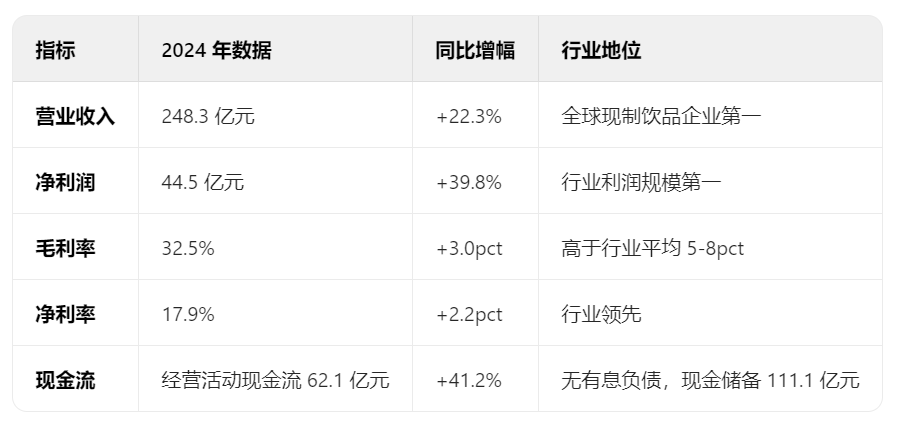 指标 2024 年数据 同比增幅 行业地位
营业收入 248.3 亿元 +22.3% 全球现制饮品企业第一
净利润 44.5 亿元 +39.8% 行业利润规模第一
毛利率 32.5% +3.0pct 高于行业平均 5-8pct
净利率 17.9% +2.2pct 行业领先
现金流 经营活动现金流 62.1 亿元 +41.2% 无有息负债，现金储备 111.1 亿元